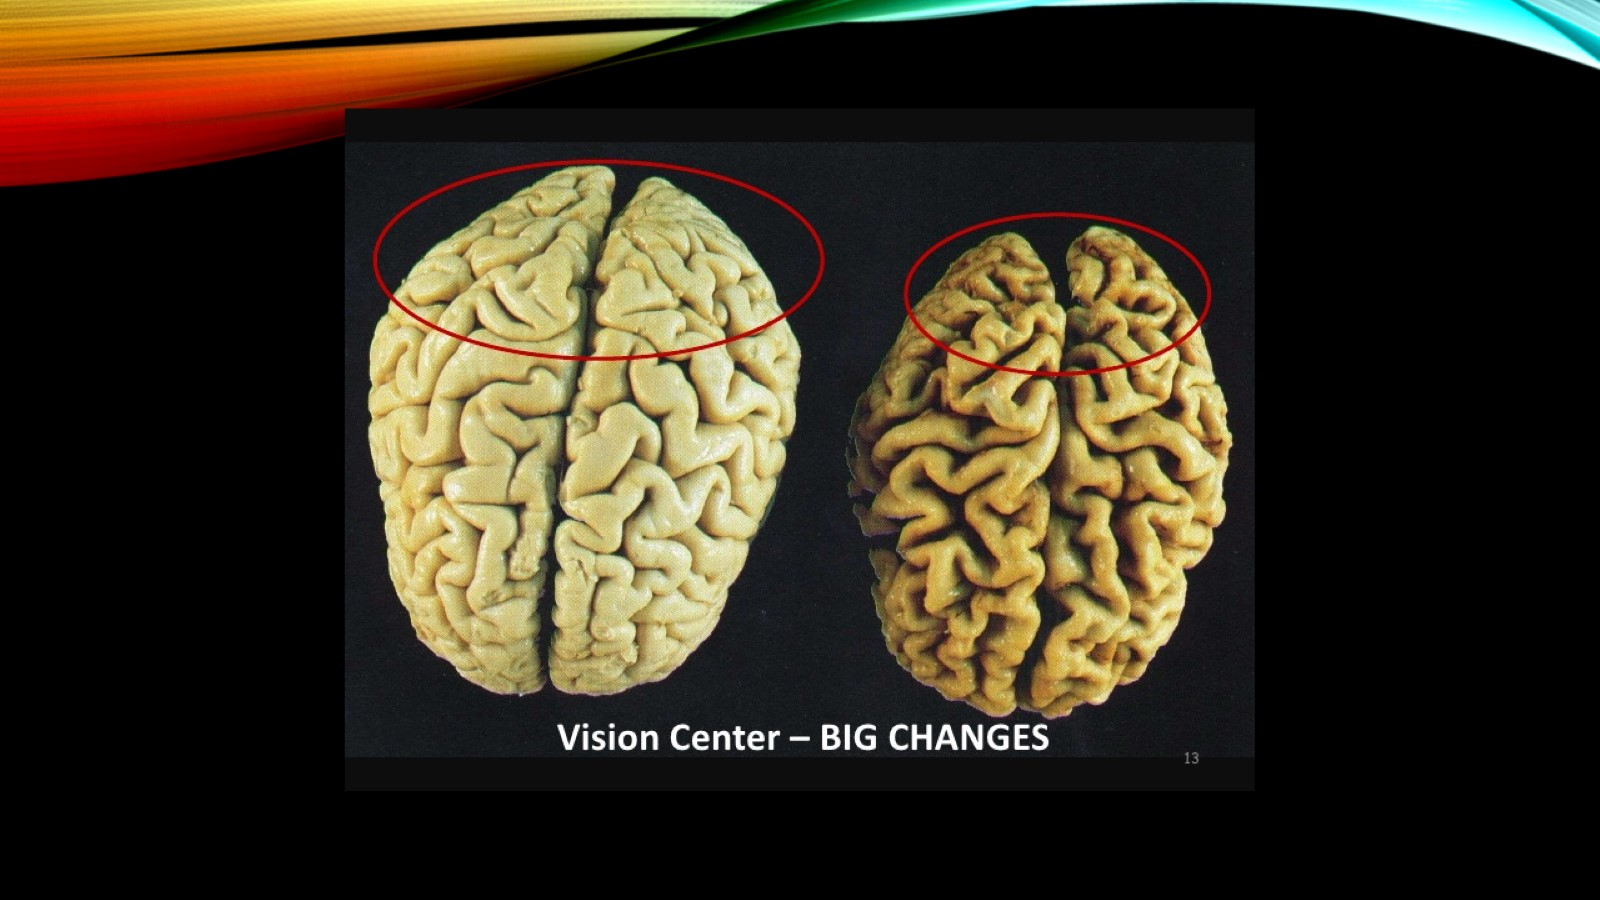 Vision Center – BIG CHANGES
13